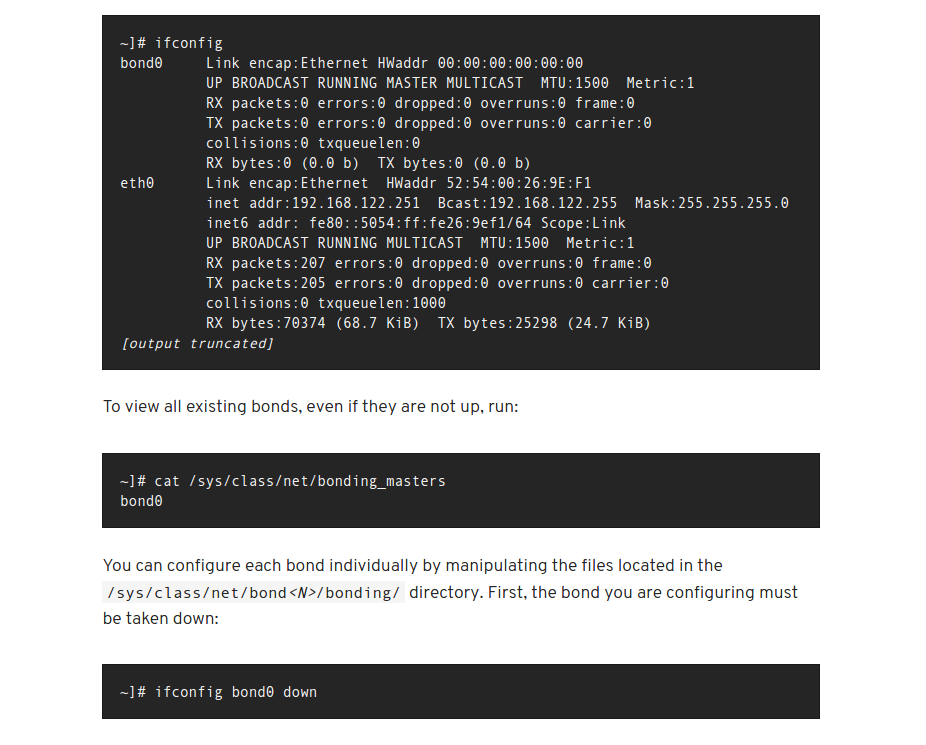 ~]# ifconfig
bond0     Link encap:Ethernet HWaddr 00:00:00:00:00:00
          UP BROADCAST RUNNING MASTER MULTICAST  MTU:1500  Metric:1
          RX packets:0 errors:0 dropped:0 overruns:0 frame:0
          TX packets:0 errors:0 dropped:0 overruns:0 carrier:0
          collisions:0 txqueuelen:0
          RX bytes:0 (0.0 b)  TX bytes:0 (0.0 b)
eth0      Link encap:Ethernet  HWaddr 52:54:00:26:9E:F1
          inet addr:192.168.122.251  Bcast:192.168.122.255  Mask:255.255.255.0
          inet6 addr: fe80::5054:ff:fe26:9ef1/64 Scope:Link
          UP BROADCAST RUNNING MULTICAST  MTU:1500  Metric:1
          RX packets:207 errors:0 dropped:0 overruns:0 frame:0
          TX packets:205 errors:0 dropped:0 overruns:0 carrier:0
          collisions:0 txqueuelen:1000
          RX bytes:70374 (68.7 KiB)  TX bytes:25298 (24.7 KiB)
[output truncated]
To view all existing bonds, even if they are not up, run:
~]# cat /sys/class/net/bonding_masters
bond0
You can configure each bond individually by manipulating the files located in the
/sys/class/net/bond<N>/bonding/ directory. First, the bond you are configuring must
be taken down:
~]# ifconfig bond0 down